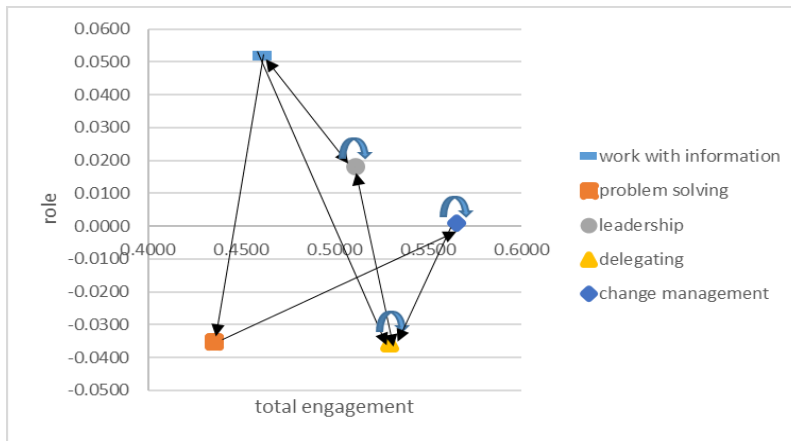 0.0600
0.0500
0.0400
0.0300
0.0200
0.0100
0.0000
-0.0100
-0.0200
-0.0300
-0.0400
-0.0500
0.4000 0.4500 0.5000 0.5500 0.6000
role
total engagement
work with information
problem solving
leadership
delegating
change management